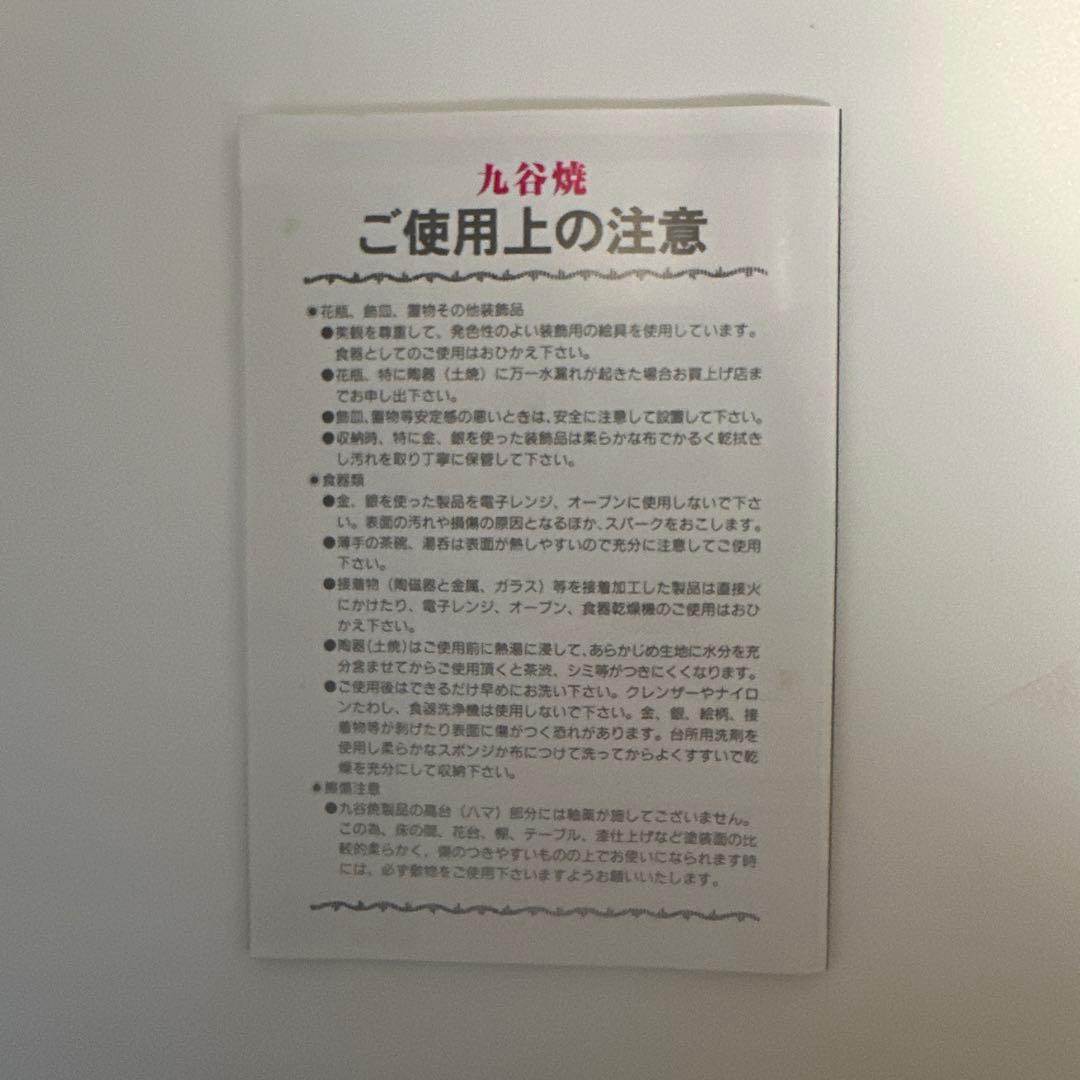 九谷焼
ご使用上の注意
◉花瓶、飾皿、置物その他装飾品
●美観を尊重して、発色性のよい装飾用の絵具を使用しています。
食器としてのご使用はおひかえ下さい。
●花瓶、特に陶器（土焼）に万一水漏れが起きた場合お買上げ店ま
でお申し出下さい。
●飾皿、置物等安定感の悪いときは、安全に注意して設置して下さい。
●収納時、特に金、銀を使った装飾品は柔らかな布でかるく乾拭き
し汚れを取り丁寧に保管して下さい。
◉食器類
●金、銀を使った製品を電子レンジ、オーブンに使用しないで下さ
い。表面の汚れや損傷の原因となるほか、スパークをおこします。
●薄手の茶碗、湯呑は表面が熱しやすいので充分に注意してご使用
下さい。
●接着物（陶磁器と金属、ガラス）等を接着加工した製品は直接火
にかけたり、電子レンジ、オーブン、食器乾燥機のご使用はおひ
かえ下さい。
●陶器（土焼）はご使用前に熱湯に浸して、あらかじめ生地に水分を充
分含ませてからご使用頂くと茶渋、シミ等がつきにくくなります。
●ご使用後はできるだけ早めにお洗い下さい。クレンザーやナイロ
ンたわし、食器洗浄機は使用しないで下さい。金、銀、絵柄、接
着物等が剥げたり表面に傷がつく恐れがあります。台所用洗剤を
使用し柔らかなスポンジか布につけて洗ってからよくすすいで乾
燥を充分にして収納下さい。
◉擦傷注意
●九谷焼製品の高台（ハマ）部分には釉薬が施してございません。
この為、床の間、花台、棚、テーブル、漆仕上げなど塗装面の比
較的柔らかく、傷のつきやすいものの上でお使いになられます時
には、必ず敷物をご使用下さいますようお願いいたします。